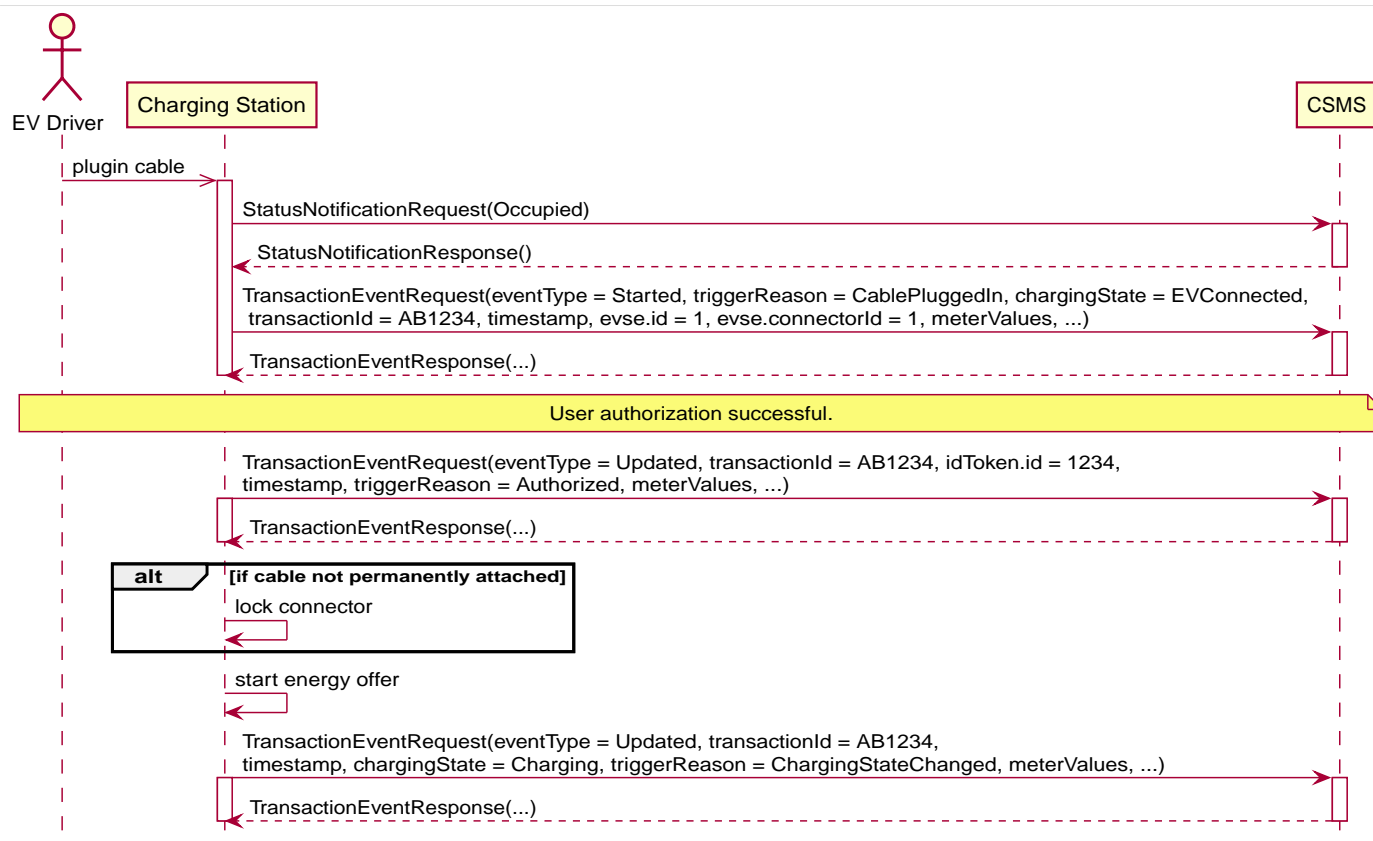 EV Driver
Charging Station
CSMS
plugin cable
StatusNotificationRequest(Occupied)
StatusNotificationResponse()
TransactionEventRequest(eventType = Started, triggerReason = CablePluggedIn, chargingState = EVConnected,
transactionId = AB1234, timestamp, evse.id = 1, evse.connectorId = 1, meterValues, ...)
TransactionEventResponse(...)
User authorization successful.
TransactionEventRequest(eventType = Updated, transactionId = AB1234, idToken.id = 1234,
timestamp, triggerReason = Authorized, meterValues, ...)
TransactionEventResponse(...)
alt
[if cable not permanently attached]
lock connector
start energy offer
TransactionEventRequest(eventType = Updated, transactionId = AB1234,
timestamp, chargingState = Charging, triggerReason = ChargingStateChanged, meterValues, ...)
TransactionEventResponse(...)